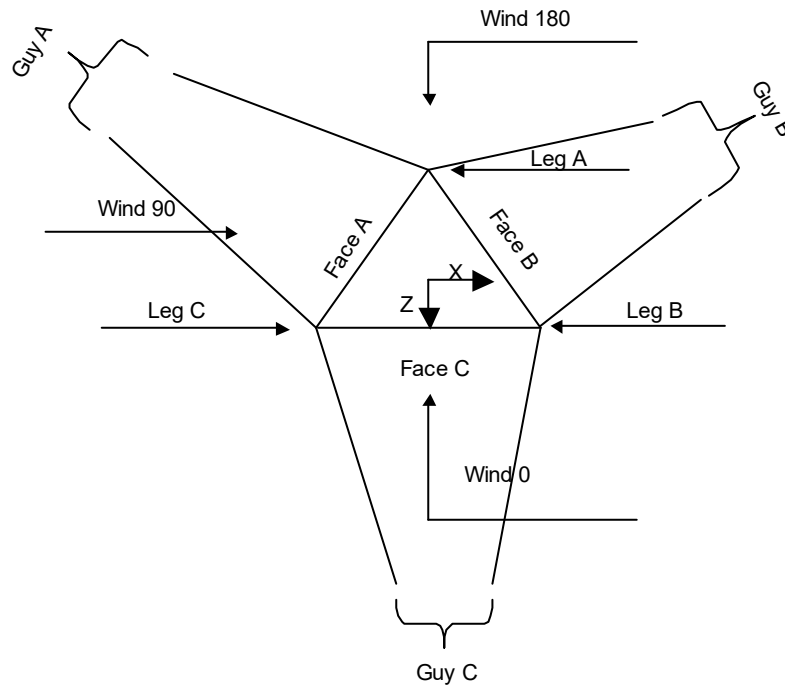 Wind 180
Guy A
Guy B
Leg A
Wind 90
Face A
Face B
X
Z
Leg C
Leg B
Face C
Wind 0
Guy C